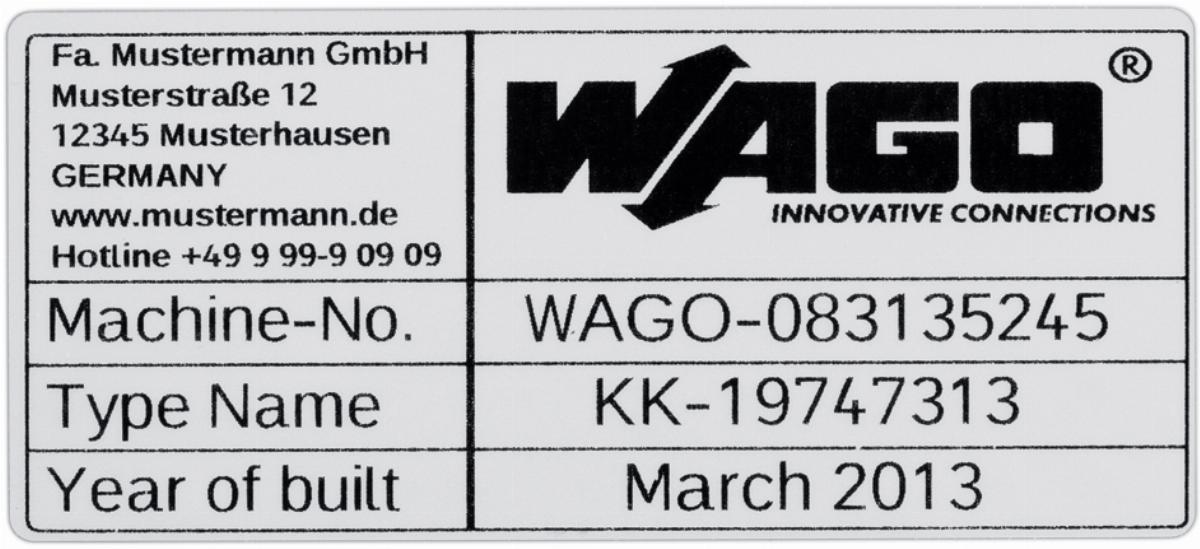 Fa. Mustermann GmbH
Musterstraße 12
12345 Musterhausen
GERMANY
www.mustermann.de
Hotline +49 9 99-9 09 09
WAGO®
INNOVATIVE CONNECTIONS
Machine-No. WAGO-083135245
Type Name KK-19747313
Year of built March 2013